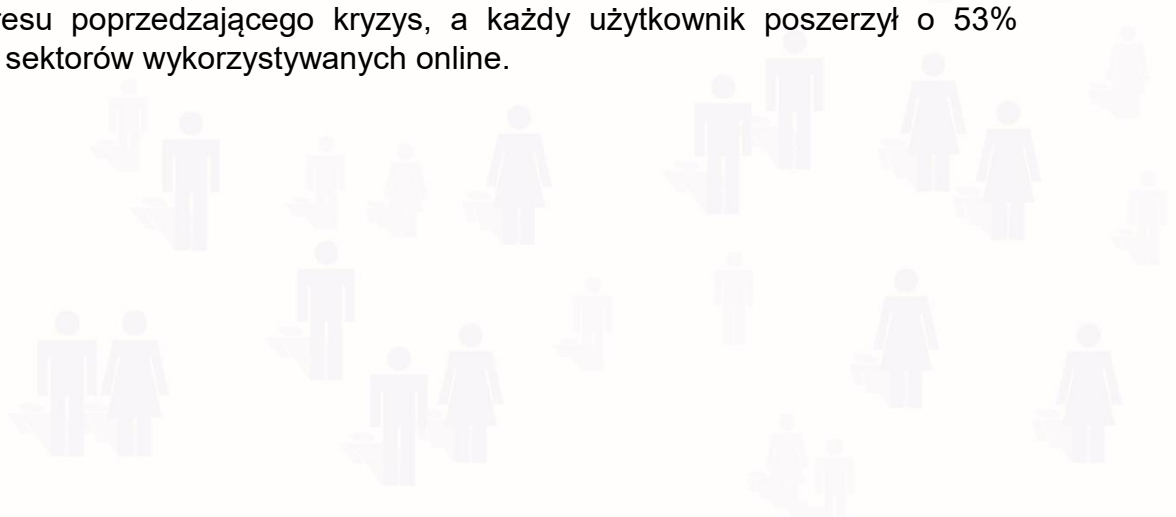 resu poprzedzającego kryzys, a każdy użytkownik poszerzył o 53%
sektorów wykorzystywanych online.